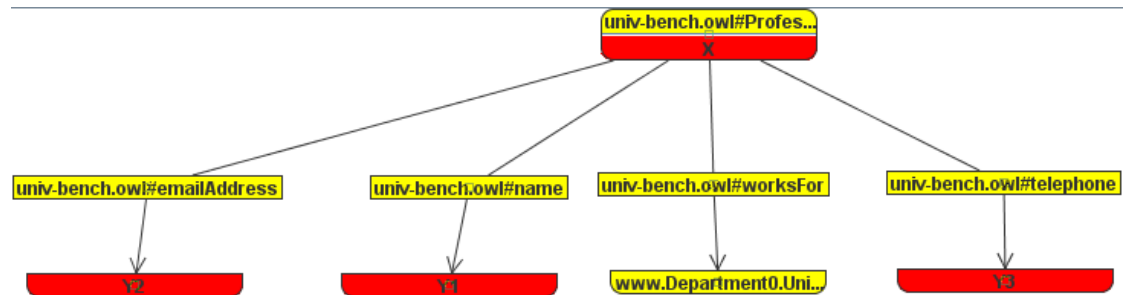 univ-bench.owl#Profes...
X
univ-bench.owl#emailAddress
univ-bench.owl#name
univ-bench.owl#worksFor
univ-bench.owl#telephone
Y2
Y1
www.Department0.Uni...
Y3